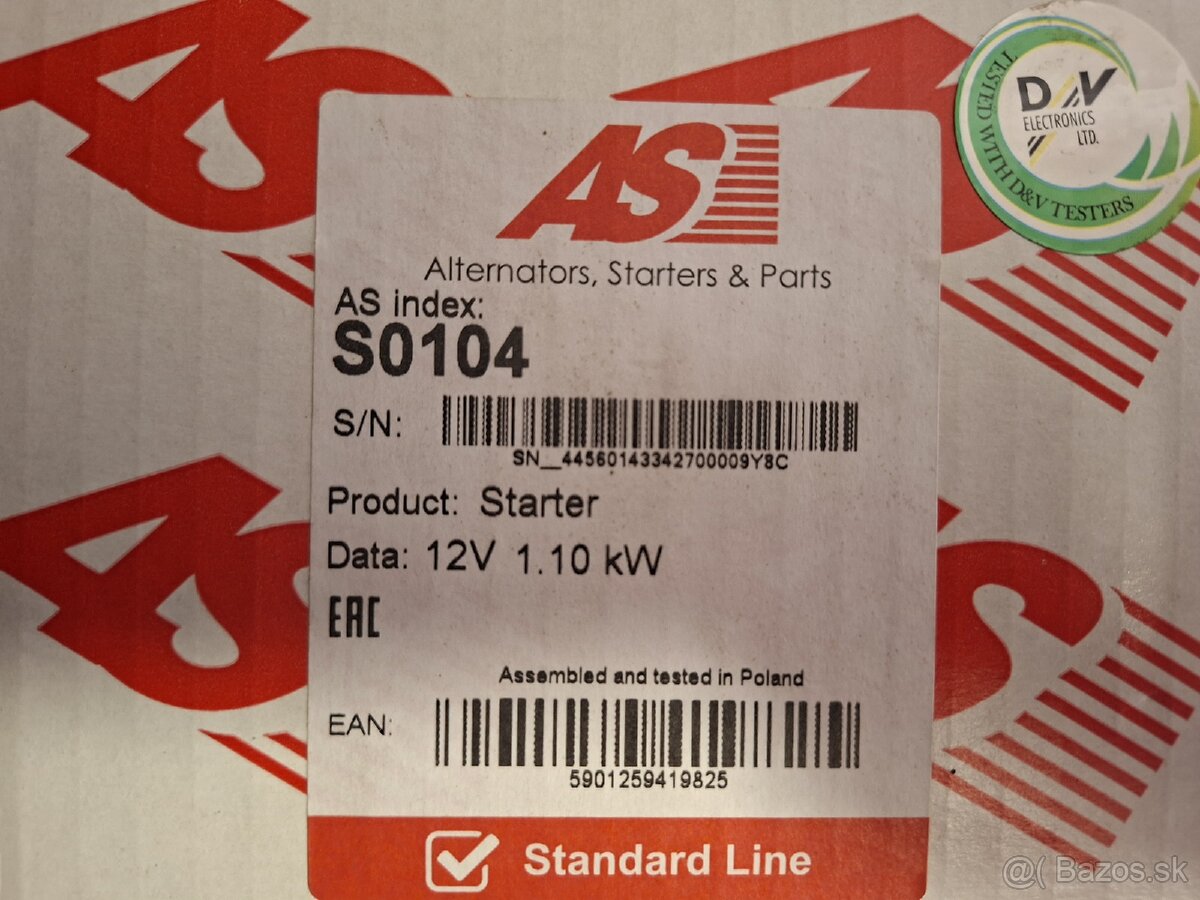 AS
Alternators, Starters & Parts
AS index:
S0104
S/N:
SN__44560143342700009Y8C
Product: Starter
Data: 12V 1.10 kW
EAC
Assembled and tested in Poland
EAN:
5901259419825
Standard Line
D&V
ELECTRONICS
LTD.
TESTED WITH D&V TESTERS
@( Bazos.sk